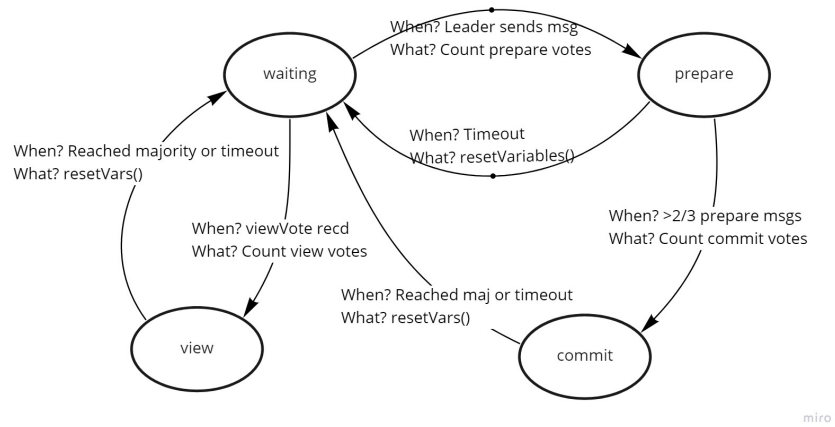 When? Leader sends msg
What? Count prepare votes
waiting
prepare
When? Timeout
What? resetVariables()
When? Reached majority or timeout
What? resetVars()
When? viewVote recd
What? Count view votes
When? >2/3 prepare msgs
What? Count commit votes
When? Reached maj or timeout
What? resetVars()
view
commit
miro